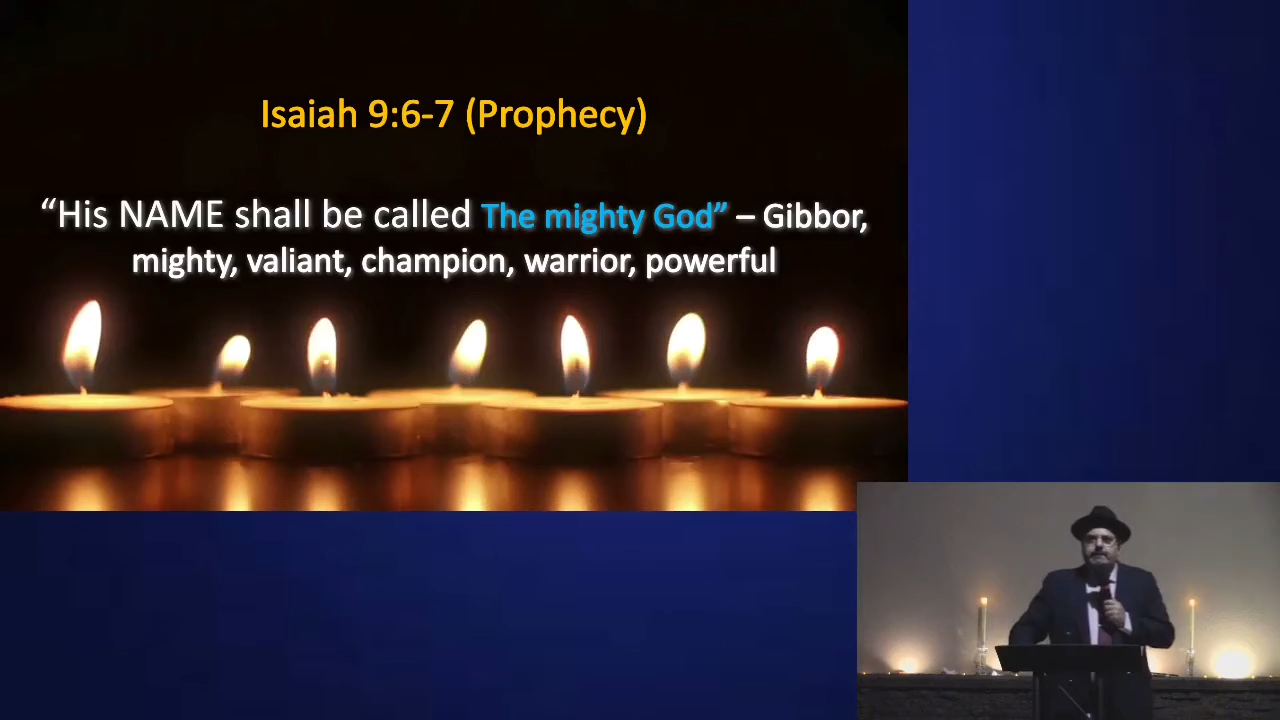 Isaiah 9:6-7 (Prophecy)
“His NAME shall be called The mighty God” – Gibbor,
mighty, valiant, champion, warrior, powerful